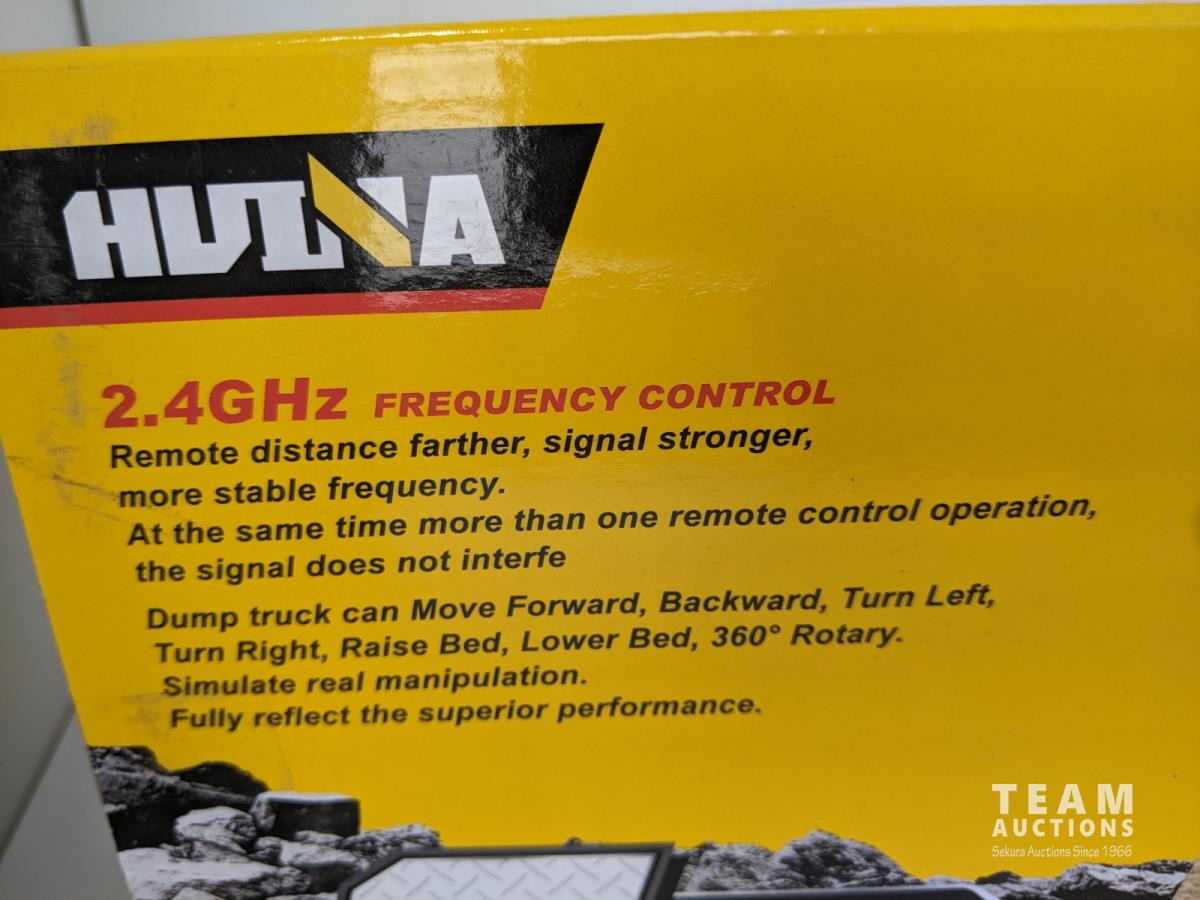 HUINA
2.4GHz FREQUENCY CONTROL
Remote distance farther, signal stronger,
more stable frequency.
At the same time more than one remote control operation,
the signal does not interfe
Dump truck can Move Forward, Backward, Turn Left,
Turn Right, Raise Bed, Lower Bed, 360° Rotary.
Simulate real manipulation.
Fully reflect the superior performance.
TEAM
AUCTIONS
Sekura Auctions Since 1966